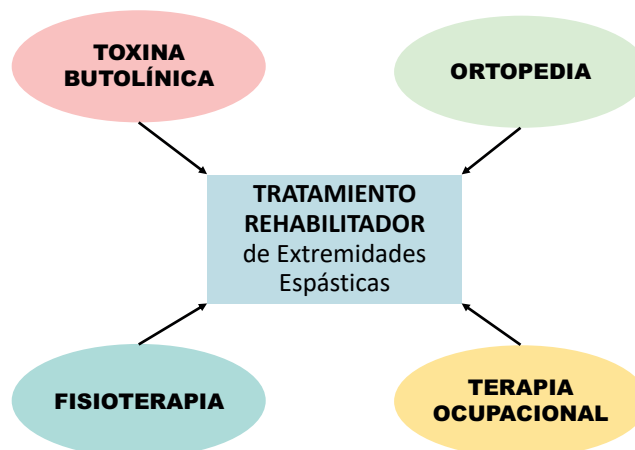 TOXINA
BUTOLÍNICA
ORTOPEDIA
TRATAMIENTO
REHABILITADOR
de Extremidades
Espásticas
FISIOTERAPIA
TERAPIA
OCUPACIONAL